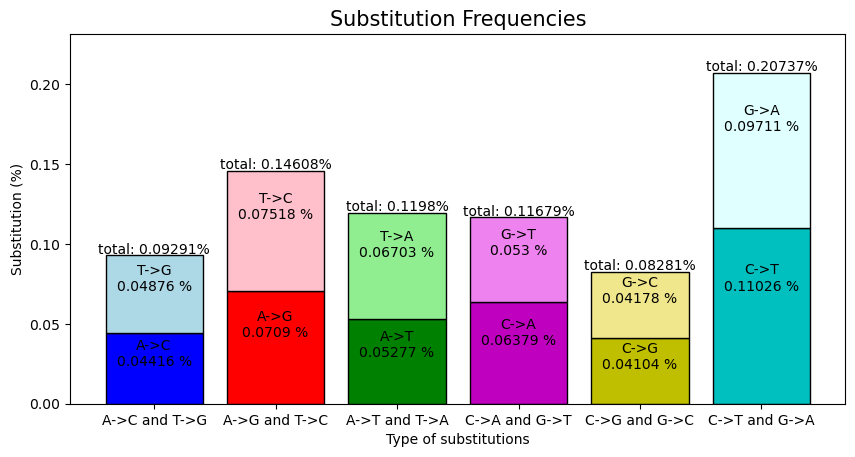 Substitution Frequencies
Substitution (%)
0.20
0.15
0.10
0.05
0.00
total: 0.09291%
T->G
0.04876 %
A->C
0.04416 %
total: 0.14608%
T->C
0.07518 %
A->G
0.0709 %
total: 0.1198%
T->A
0.06703 %
A->T
0.05277 %
total: 0.11679%
G->T
0.053 %
C->A
0.06379 %
total: 0.08281%
G->C
0.04178 %
C->G
0.04104 %
total: 0.20737%
G->A
0.09711 %
C->T
0.11026 %
A->C and T->G
A->G and T->C
A->T and T->A
C->A and G->T
C->G and G->C
C->T and G->A
Type of substitutions